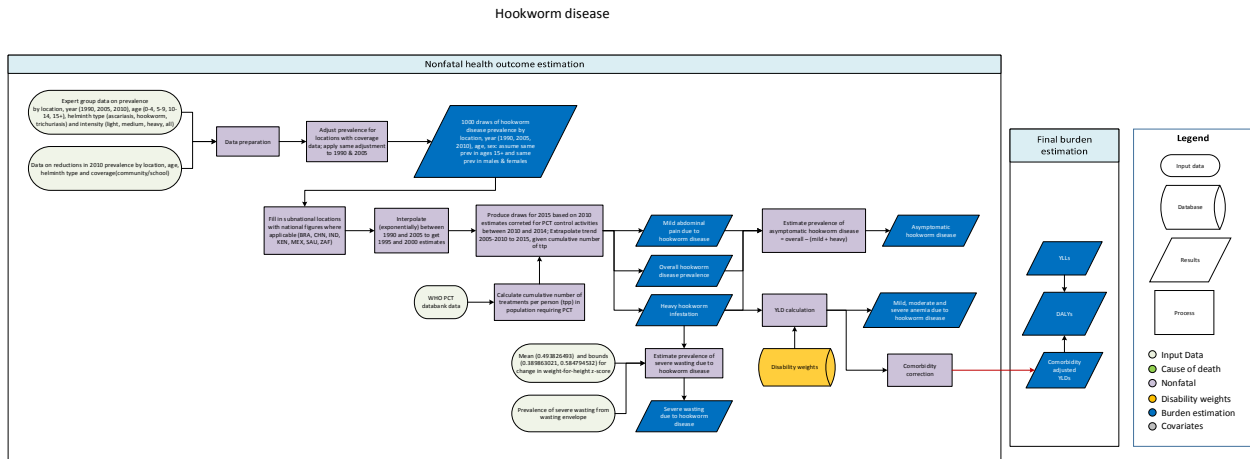 Hookworm disease
Nonfatal health outcome estimation
Expert group data on prevalence
by location, year (1990, 2005, 2010), age (0-4, 5-9, 10-
14, 15+), helminth type (ascariasis, hookworm,
trichuriasis) and intensity (light, medium, heavy, all)
Data on reductions in 2010 prevalence by location, age,
helminth type and coverage(community/school)
Data preparation
Adjust prevalence for
locations with coverage
data; apply same adjustment
to 1990 & 2005
1000 draws of hookworm
disease prevalence by
location, year (1990, 2005,
2010), age, sex: assume same
prev in ages 15+ and same
prev in males & females
Fill in subnational locations
with national figures where
applicable (BRA, CHN, IND,
KEN, MEX, SAU, ZAF)
Interpolate
(exponentially) between
1990 and 2005 to get
1995 and 2000 estimates
Produce draws for 2015 based on 2010
estimates correted for PCT control activities
between 2010 and 2014; Extrapolate trend
2005-2010 to 2015, given cumulative number of
ttp
WHO PCT
databank data
Calculate cumulative number of
treatments per person (tpp) in
population requiring PCT
Mild abdominal
pain due to
hookworm disease
Overall hookworm
disease prevalence
Heavy hookworm
infestation
Estimate prevalence of
asymptomatic hookworm disease
= overall – (mild + heavy)
Asymptomatic
hookworm disease
YLD calculation
Mild, moderate and
severe anemia due to
hookworm disease
Mean (0.493826493) and bounds
(0.389863021, 0.584794532) for
change in weight-for-height z-score
Prevalence of severe wasting from
wasting envelope
Estimate prevalence of
severe wasting due to
hookworm disease
Severe wasting
due to hookworm
disease
Disability weights
Comorbidity
correction
Final burden
estimation
YLLs
DALYs
Comorbidity
adjusted
YLDs
Legend
Input data
Database
Results
Process
Input Data
Cause of death
Nonfatal
Disability weights
Burden estimation
Covariates